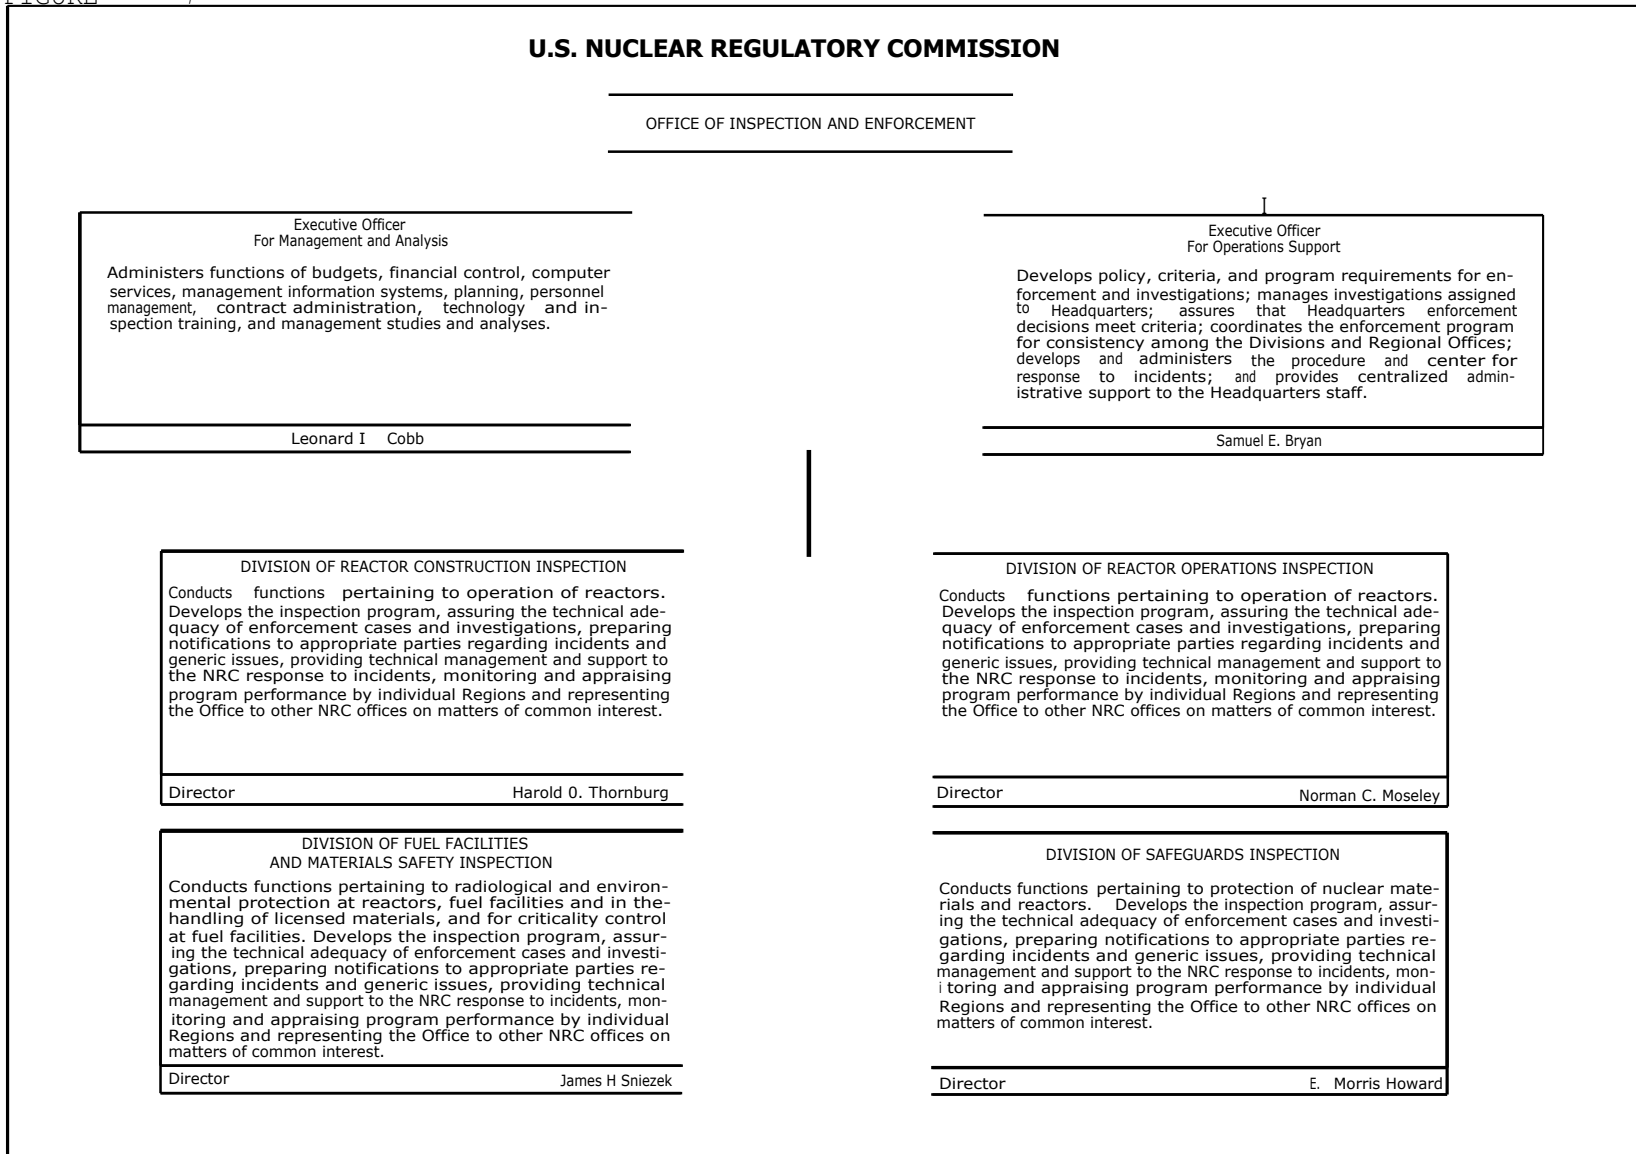 FIGURE
U.S. NUCLEAR REGULATORY COMMISSION
OFFICE OF INSPECTION AND ENFORCEMENT
Executive Officer
For Management and Analysis
Administers functions of budgets, financial control, computer
services, management information systems, planning, personnel
management, contract administration, technology and in-
spection training, and management studies and analyses.
Leonard I Cobb
I
Executive Officer
For Operations Support
Develops policy, criteria, and program requirements for en-
forcement and investigations; manages investigations assigned
to Headquarters; assures that Headquarters enforcement
decisions meet criteria; coordinates the enforcement program
for consistency among the Divisions and Regional Offices;
develops and administers the procedure and center for
response to incidents; and provides centralized admin-
istrative support to the Headquarters staff.
Samuel E. Bryan
DIVISION OF REACTOR CONSTRUCTION INSPECTION
Conducts functions pertaining to operation of reactors.
Develops the inspection program, assuring the technical ade-
quacy of enforcement cases and investigations, preparing
notifications to appropriate parties regarding incidents and
generic issues, providing technical management and support to
the NRC response to incidents, monitoring and appraising
program performance by individual Regions and representing
the Office to other NRC offices on matters of common interest.
Director Harold 0. Thornburg
DIVISION OF REACTOR OPERATIONS INSPECTION
Conducts functions pertaining to operation of reactors.
Develops the inspection program, assuring the technical ade-
quacy of enforcement cases and investigations, preparing
notifications to appropriate parties regarding incidents and
generic issues, providing technical management and support to
the NRC response to incidents, monitoring and appraising
program performance by individual Regions and representing
the Office to other NRC offices on matters of common interest.
Director Norman C. Moseley
DIVISION OF FUEL FACILITIES
AND MATERIALS SAFETY INSPECTION
Conducts functions pertaining to radiological and environ-
mental protection at reactors, fuel facilities and in the-
handling of licensed materials, and for criticality control
at fuel facilities. Develops the inspection program, assur-
ing the technical adequacy of enforcement cases and investi-
gations, preparing notifications to appropriate parties re-
garding incidents and generic issues, providing technical
management and support to the NRC response to incidents, mon-
itoring and appraising program performance by individual
Regions and representing the Office to other NRC offices on
matters of common interest.
Director James H Sniezek
DIVISION OF SAFEGUARDS INSPECTION
Conducts functions pertaining to protection of nuclear mate-
rials and reactors. Develops the inspection program, assur-
ing the technical adequacy of enforcement cases and investi-
gations, preparing notifications to appropriate parties re-
garding incidents and generic issues, providing technical
management and support to the NRC response to incidents, mon-
i toring and appraising program performance by individual
Regions and representing the Office to other NRC offices on
matters of common interest.
Director E. Morris Howard